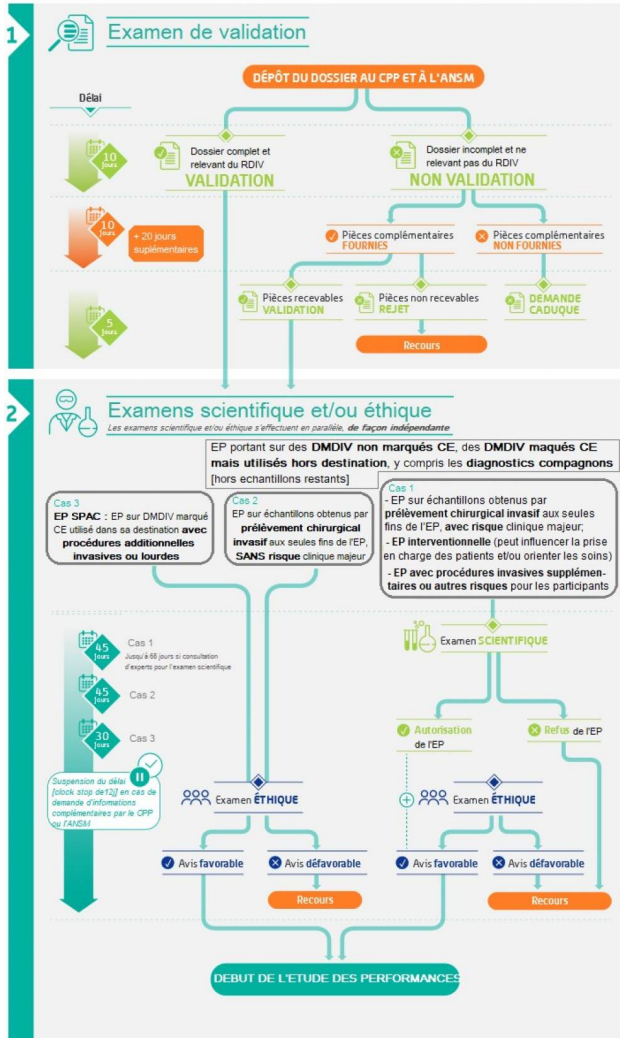 1
Examen de validation
DÉPÔT DU DOSSIER AU CPP ET À L'ANSM
Délai
10
Jours
Dossier complet et
relevant du RDIV
VALIDATION
Dossier incomplet et ne
relevant pas du RDIV
NON VALIDATION
10
Jours
+ 20 jours
suplémentaires
Pièces complémentaires
FOURNIES
Pièces complémentaires
NON FOURNIES
5
Jours
Pièces recevables
VALIDATION
Pièces non recevables
REJET
DEMANDE
CADUQUE
Recours
2
Examens scientifique et/ou éthique
Les examens scientifique et/ou éthique s'effectuent en parallèle, de façon indépendante
EP portant sur des DMDIV non marqués CE, des DMDIV maqués CE
mais utilisés hors destination, y compris les diagnostics compagnons
[hors echantillons restants]
Cas 3
EP SPAC : EP sur DMDIV marqué
CE utilisé dans sa destination avec
procédures additionnelles
invasives ou lourdes
Cas 2
EP sur échantillons obtenus par
prélèvement chirurgical
invasif aux seules fins de l'EP,
SANS risque clinique majeur
Cas 1
- EP sur échantillons obtenus par
prélèvement chirurgical invasif aux seules
fins de l'EP, avec risque clinique majeur;
- EP interventionnelle (peut influencer la prise
en charge des patients et/ou orienter les soins)
- EP avec procédures invasives supplémen-
taires ou autres risques pour les participants
Examen SCIENTIFIQUE
45
Jours
Cas 1
Jusqu'à 65 jours si consultation
d'experts pour l'examen scientifique
45
Jours
Cas 2
30
Jours
Cas 3
Autorisation
de l'EP
Refus de l'EP
Suspension du délai
[clock stop de12j] en cas de
demande d'infomations
complémentaires par le CPP
ou l'ANSM
Examen ÉTHIQUE
Examen ÉTHIQUE
Avis favorable
Avis défavorable
Avis favorable
Avis défavorable
Recours
Recours
DEBUT DE L'ETUDE DES PERFORMANCES